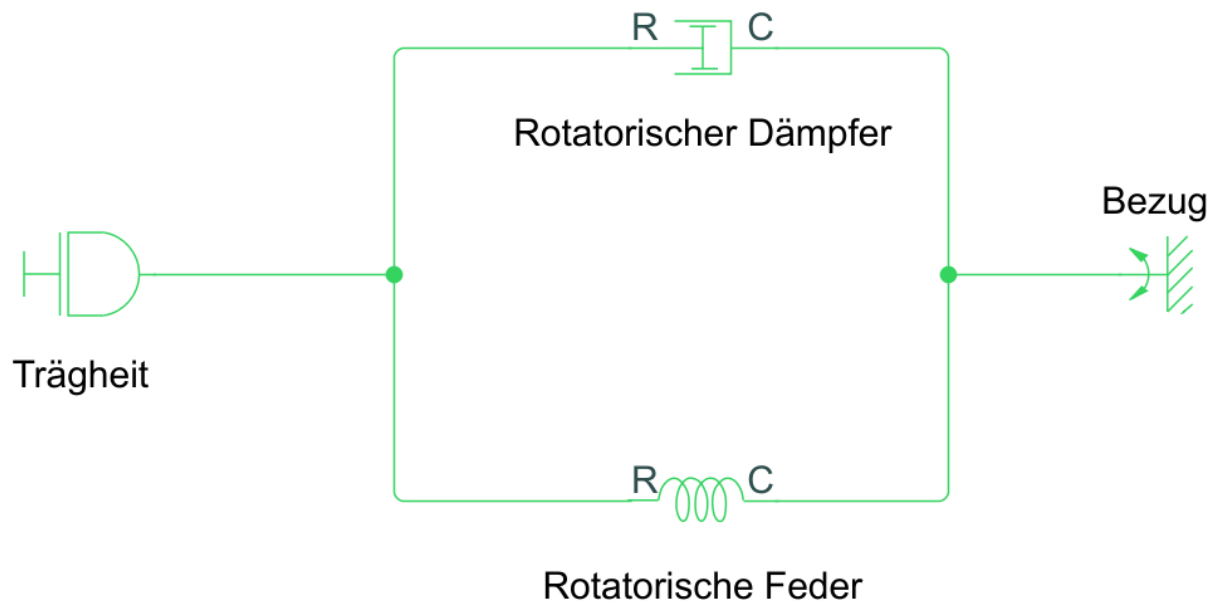 R C
Rotatorischer Dämpfer
Bezug
Trägheit
R C
Rotatorische Feder